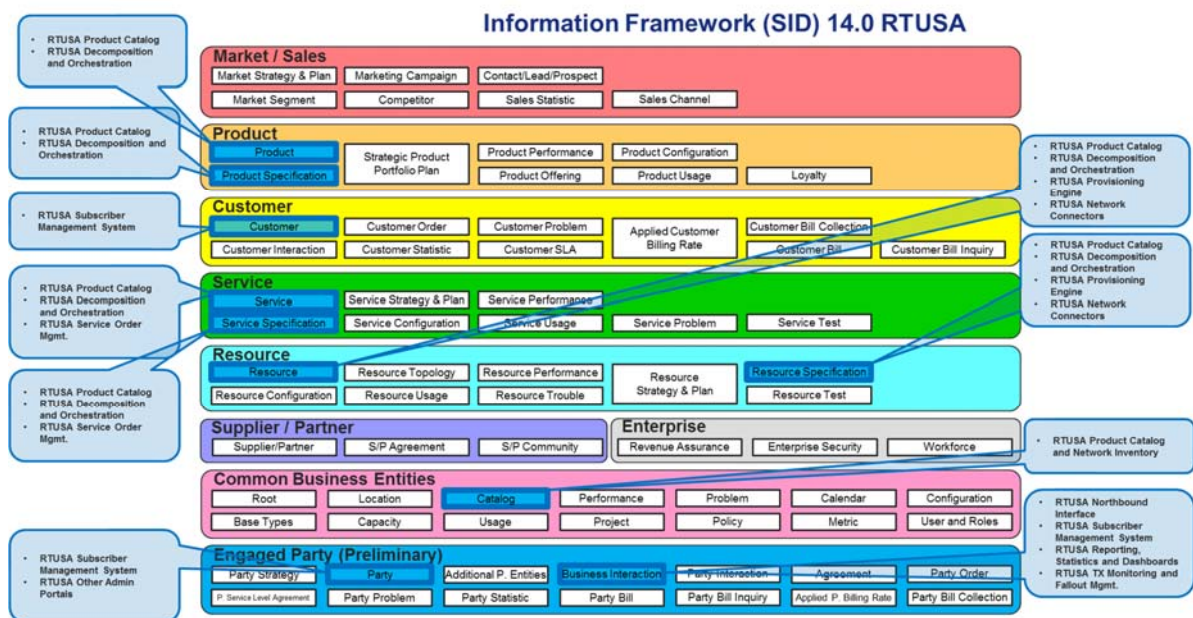 Information Framework (SID) 14.0 RTUSA
• RTUSA Product Catalog
• RTUSA Decomposition
and Orchestration
• RTUSA Product Catalog
• RTUSA Decomposition and
Orchestration
• RTUSA Subscriber
Management System
• RTUSA Product Catalog
• RTUSA Decomposition
and Orchestration
• RTUSA Service Order
Mgmt.
• RTUSA Product Catalog
• RTUSA Decomposition
and Orchestration
• RTUSA Service Order
Mgmt.
• RTUSA Subscriber
Management System
• RTUSA Other Admin
Portals
Market / Sales
Market Strategy & Plan
Marketing Campaign
Contact/Lead/Prospect
Market Segment
Competitor
Sales Statistic
Sales Channel
Product
Product
Strategic Product
Portfolio Plan
Product Performance
Product Configuration
Product Specification
Product Offering
Product Usage
Loyalty
Customer
Customer
Customer Order
Customer Problem
Applied Customer
Billing Rate
Customer Bill Collection
Customer Interaction
Customer Statistic
Customer SLA
Customer Bill
Customer Bill Inquiry
Service
Service
Service Strategy & Plan
Service Performance
Service Specification
Service Configuration
Service Usage
Service Problem
Service Test
Resource
Resource
Resource Topology
Resource Performance
Resource
Strategy & Plan
Resource Specification
Resource Configuration
Resource Usage
Resource Trouble
Resource Test
Supplier / Partner
Supplier/Partner
S/P Agreement
S/P Community
Enterprise
Revenue Assurance
Enterprise Security
Workforce
Common Business Entities
Root
Location
Catalog
Performance
Problem
Calendar
Configuration
Base Types
Capacity
Usage
Project
Policy
Metric
User and Roles
Engaged Party (Preliminary)
Party Strategy
Party
Additional P. Entities
Business Interaction
Party Interaction
Agreement
Party Order
P. Service Level Agreement
Party Problem
Party Statistic
Party Bill
Party Bill Inquiry
Applied P. Billing Rate
Party Bill Collection
• RTUSA Product Catalog
• RTUSA Decomposition
and Orchestration
• RTUSA Provisioning
Engine
• RTUSA Network
Connectors
• RTUSA Product Catalog
• RTUSA Decomposition
and Orchestration
• RTUSA Provisioning
Engine
• RTUSA Network
Connectors
• RTUSA Product Catalog
and Network Inventory
• RTUSA Northbound
Interface
• RTUSA Subscriber
Management System
• RTUSA Reporting,
Statistics and Dashboards
• RTUSA TX Monitoring and
Fallout Mgmt.